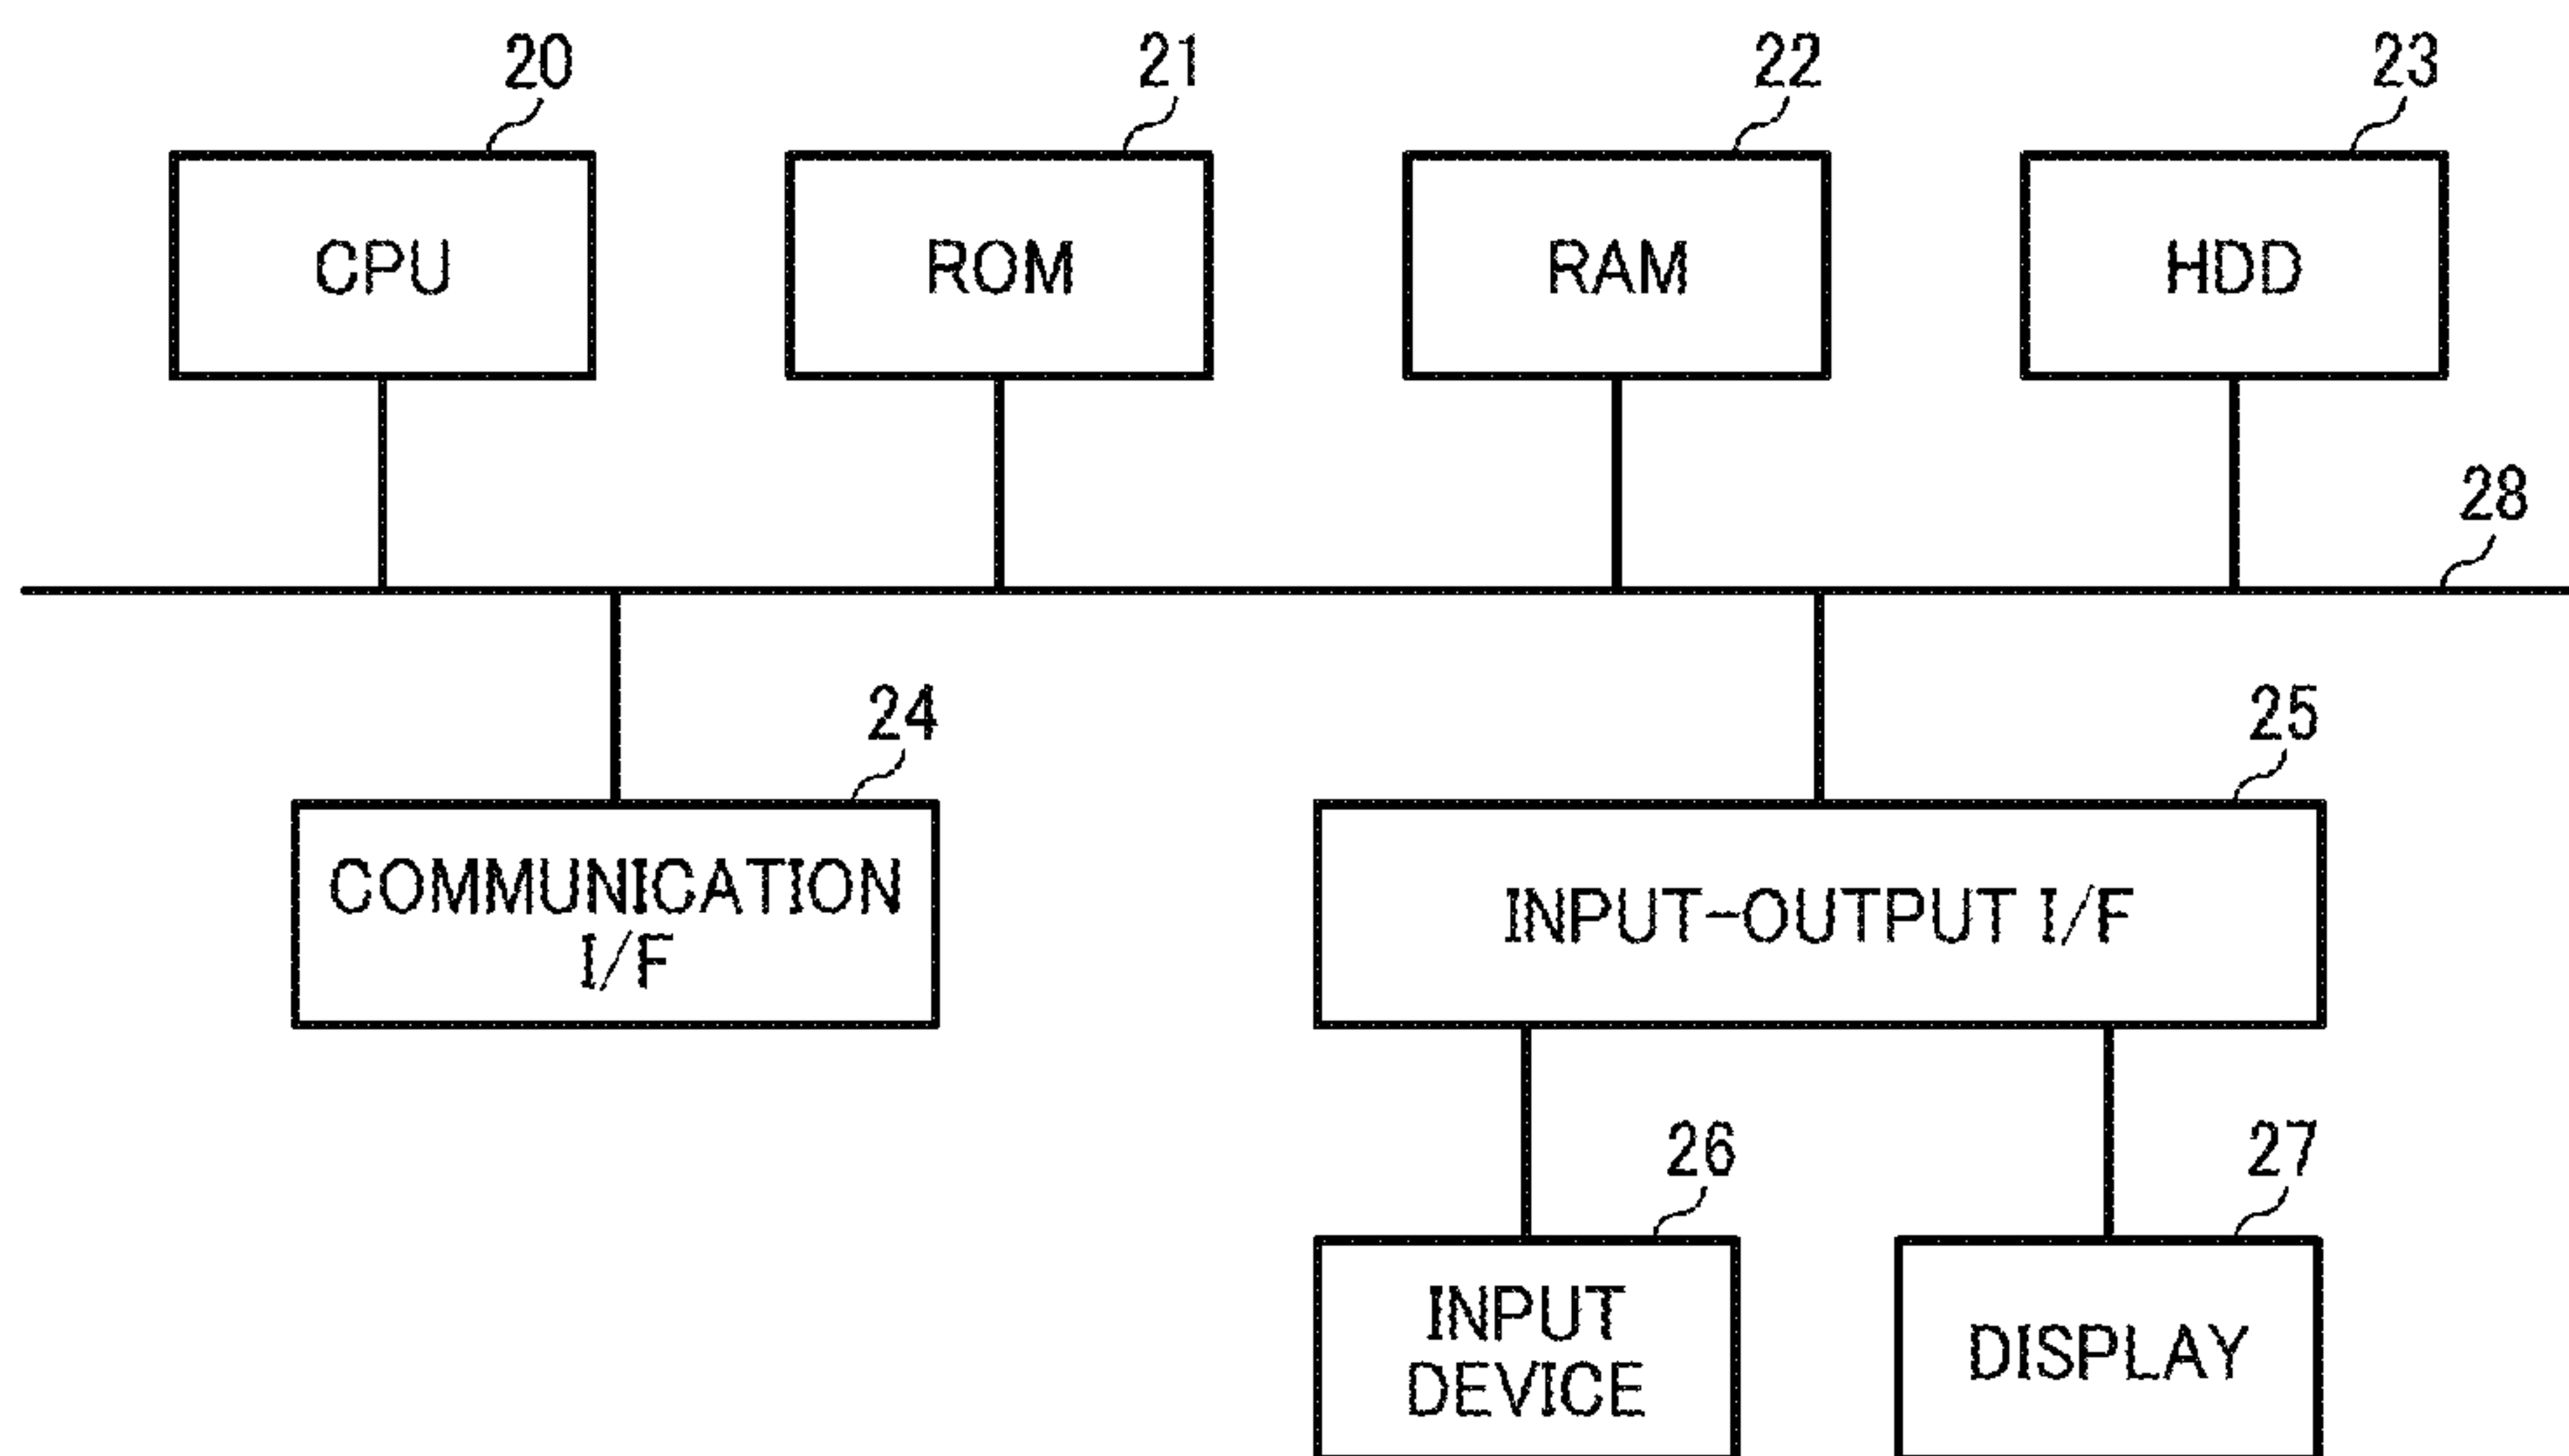 20
21
22
23
CPU
ROM
RAM
HDD
28
24
25
COMMUNICATION
I/F
INPUT-OUTPUT I/F
26
27
INPUT
DEVICE
DISPLAY